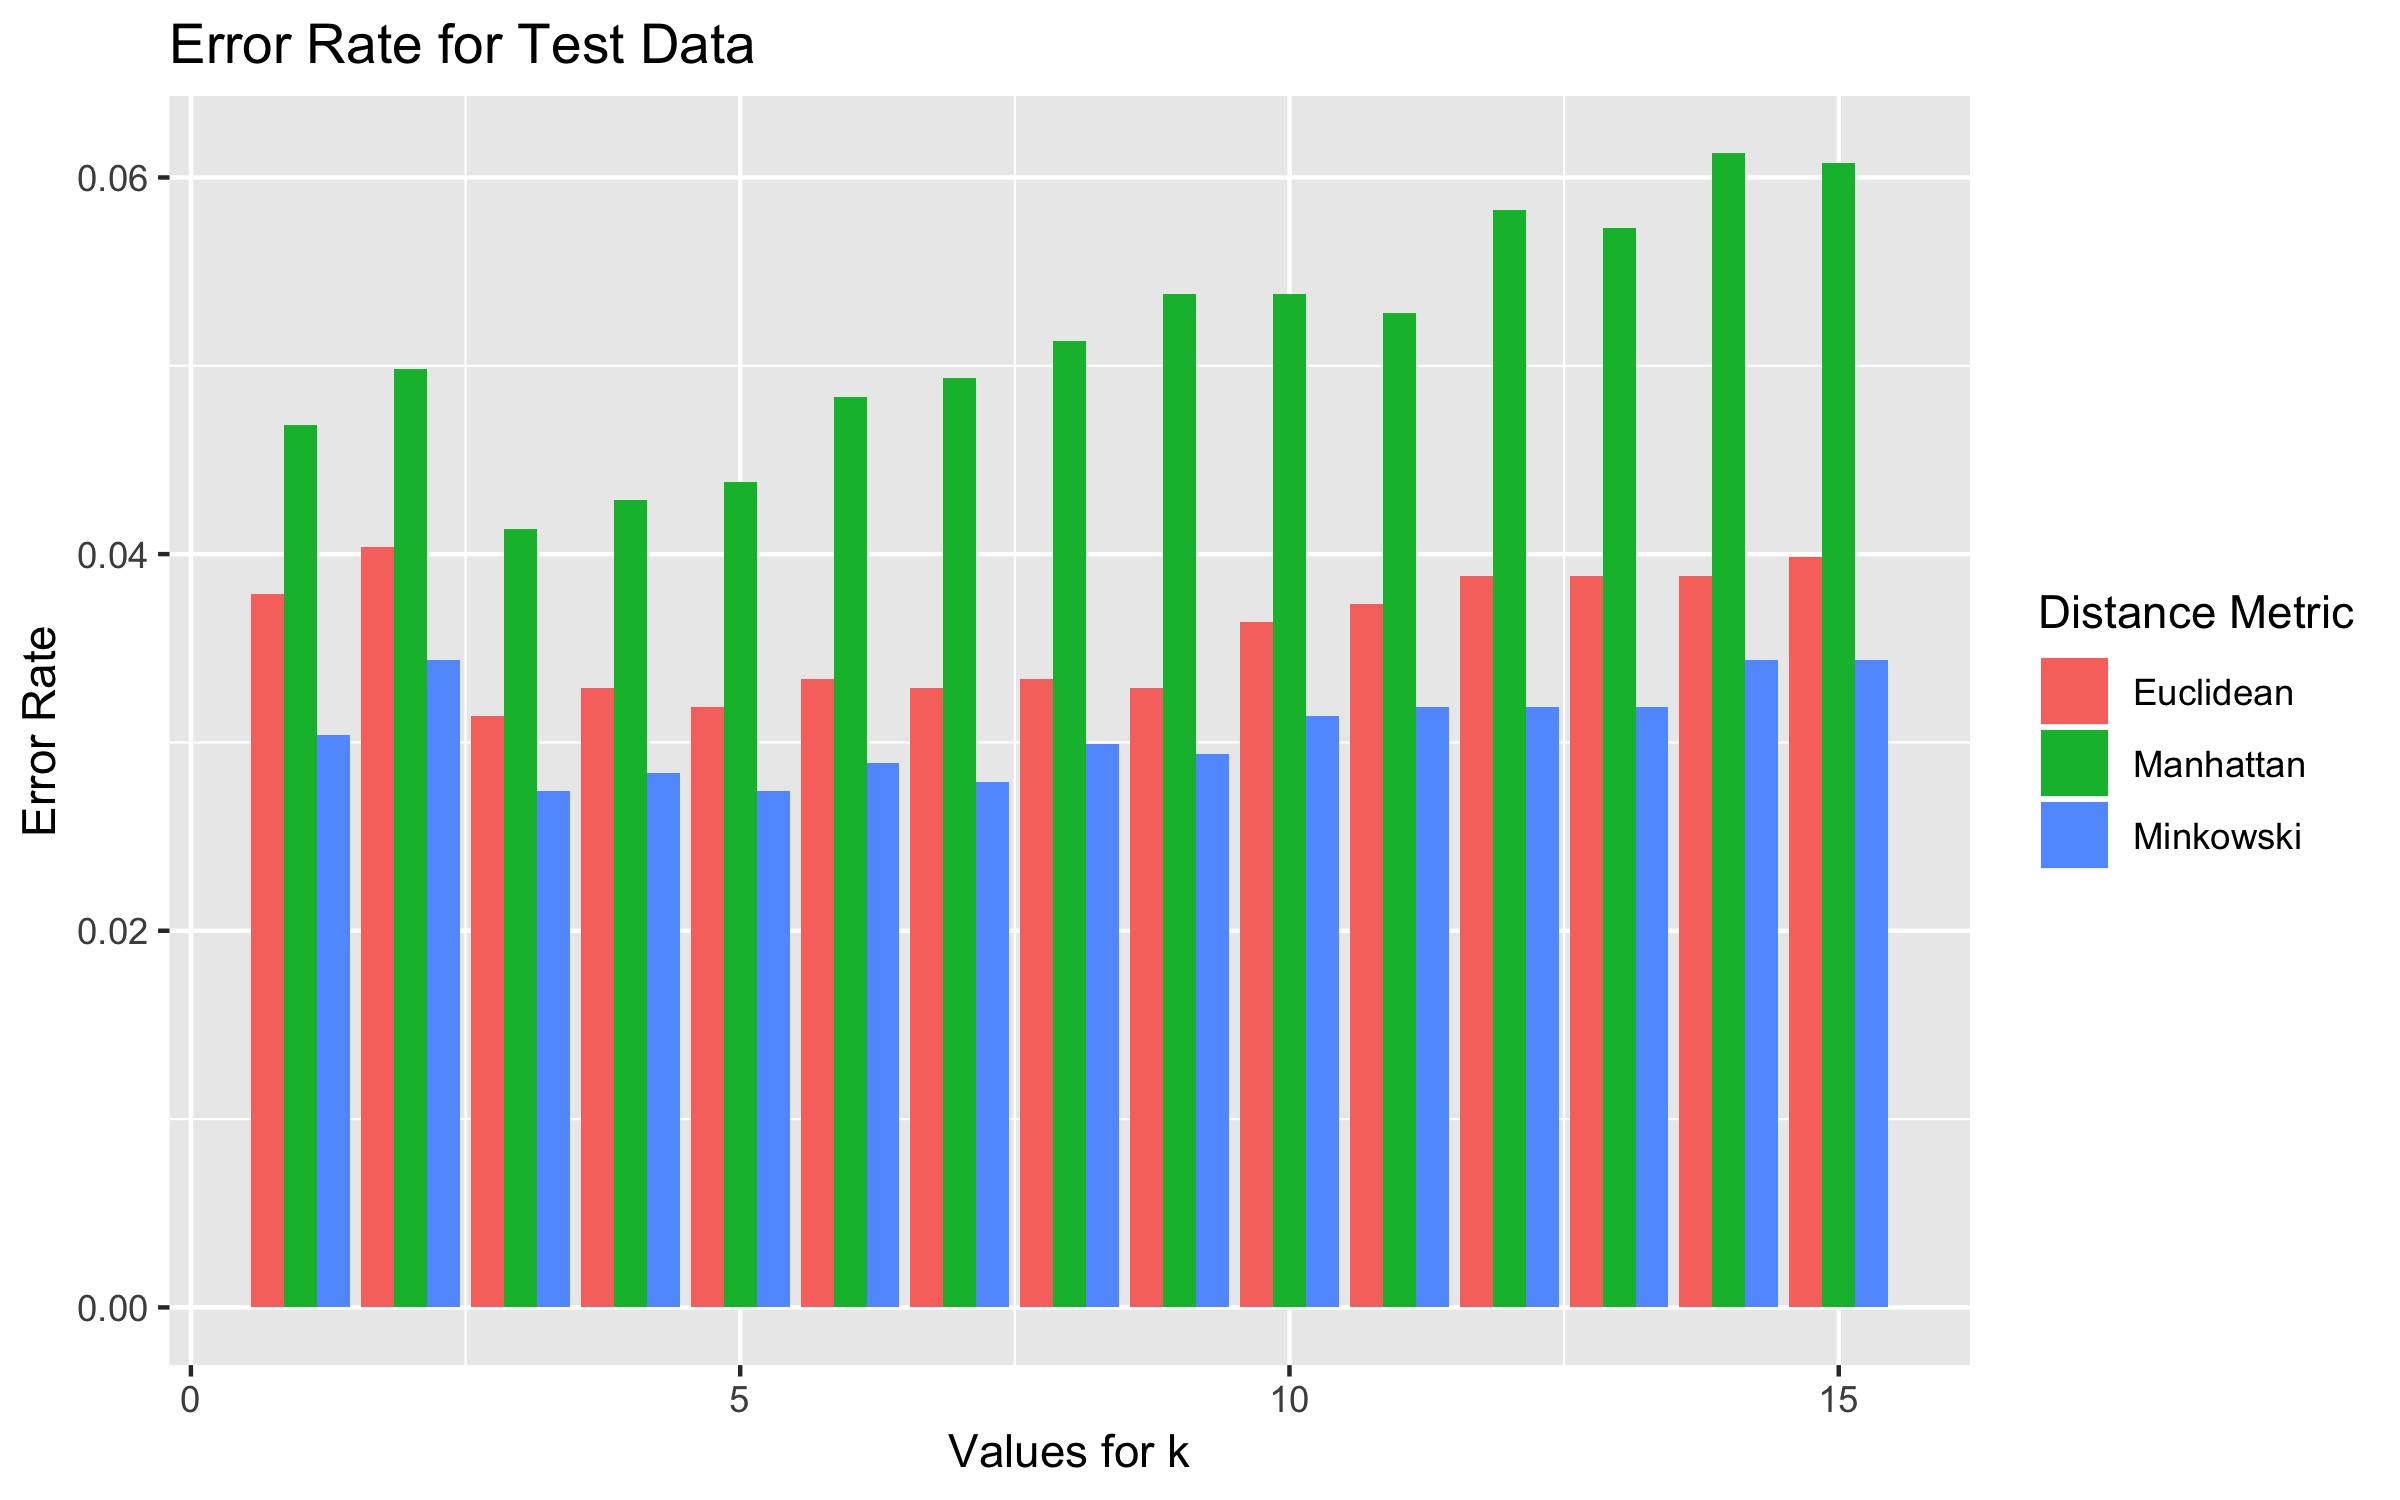 Error Rate for Test Data
0.06
0.04
0.02
0.00
Error Rate
0 5 10 15
Values for k
Distance Metric
Euclidean
Manhattan
Minkowski